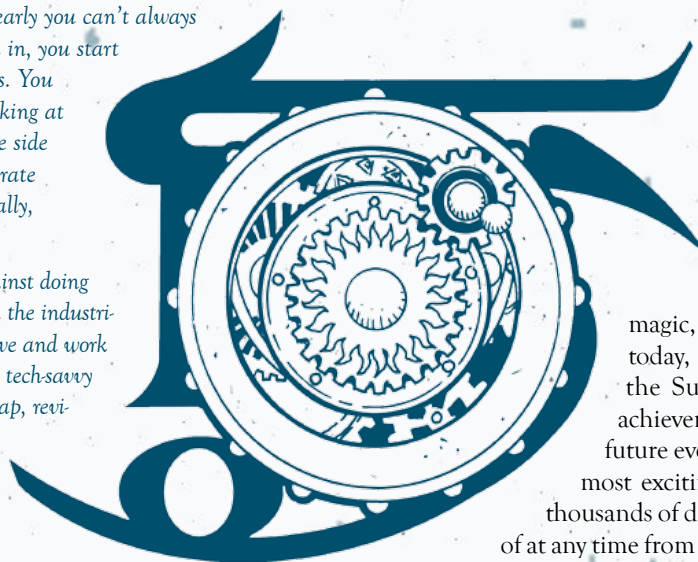 early you can't always
in, you start
s. You
king at
e side
rate
ally,
inst doing
the industri-
ve and work
tech-savvy
ap, revi-
magic,
today,
the Su
achiever
future eve
most exciti
thousands of d
of at any time from